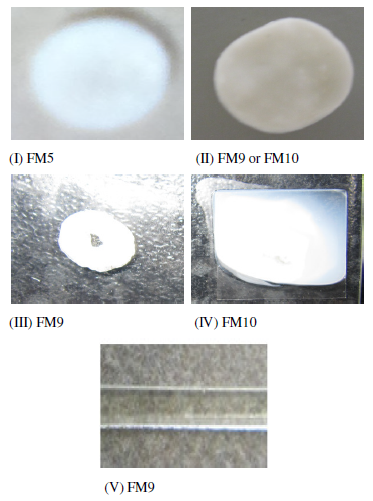 (I) FM5
(II) FM9 or FM10
(III) FM9
(IV) FM10
(V) FM9